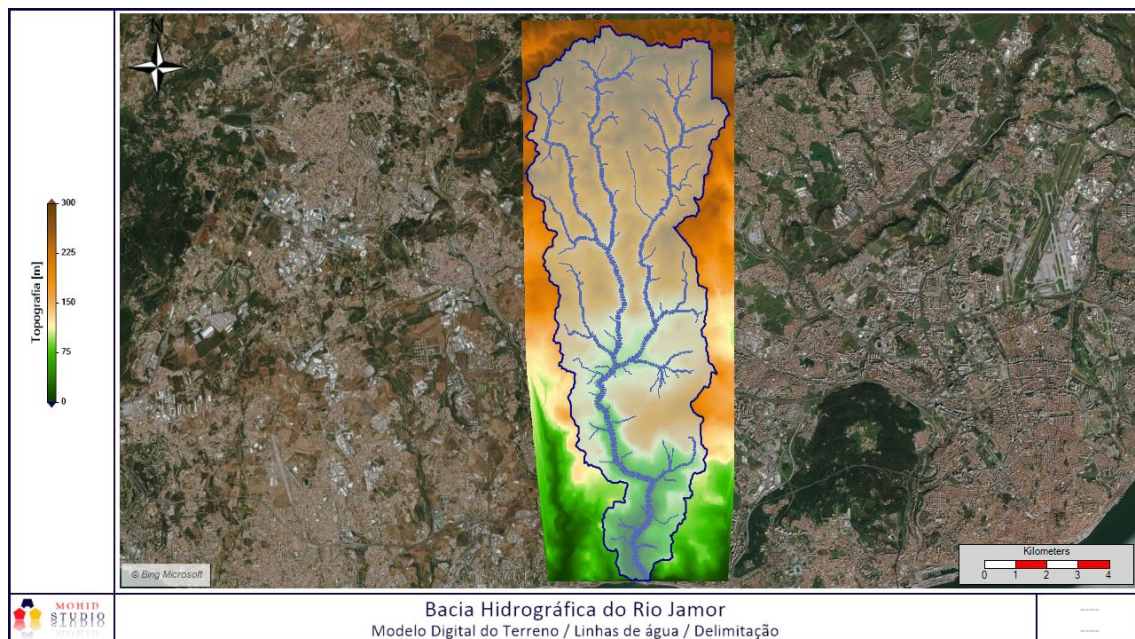 N
300
225
150
75
0
Topografia [m]
© Bing Microsoft
Kilometers
0 1 2 3 4
MOHID
STUDIO
Bacia Hidrográfica do Rio Jamor
Modelo Digital do Terreno / Linhas de água / Delimitação
----
----